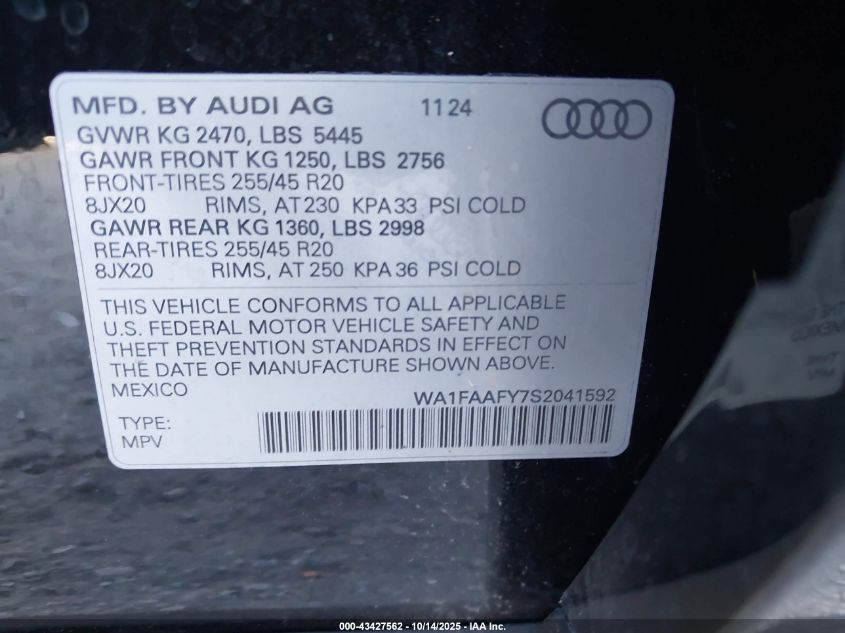 MFD. BY AUDI AG 11 24
GVWR KG 2470, LBS 5445
GAWR FRONT KG 1250, LBS 2756
FRONT-TIRES 255/45 R20
8JX20 RIMS, AT 230 KPA 33 PSI COLD
GAWR REAR KG 1360, LBS 2998
REAR-TIRES 255/45 R20
8JX20 RIMS, AT 250 KPA 36 PSI COLD
THIS VEHICLE CONFORMS TO ALL APPLICABLE
U.S. FEDERAL MOTOR VEHICLE SAFETY AND
THEFT PREVENTION STANDARDS IN EFFECT ON
THE DATE OF MANUFACTURE SHOWN ABOVE.
MEXICO
WA1FAAFY7S2041592
TYPE:
MPV
000-43427562 - 10/14/2025 - IAA Inc.